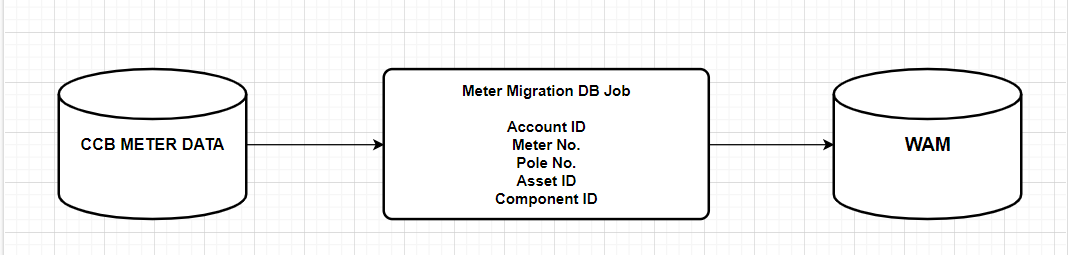 CCB METER DATA
Meter Migration DB Job
Account ID
Meter No.
Pole No.
Asset ID
Component ID
WAM